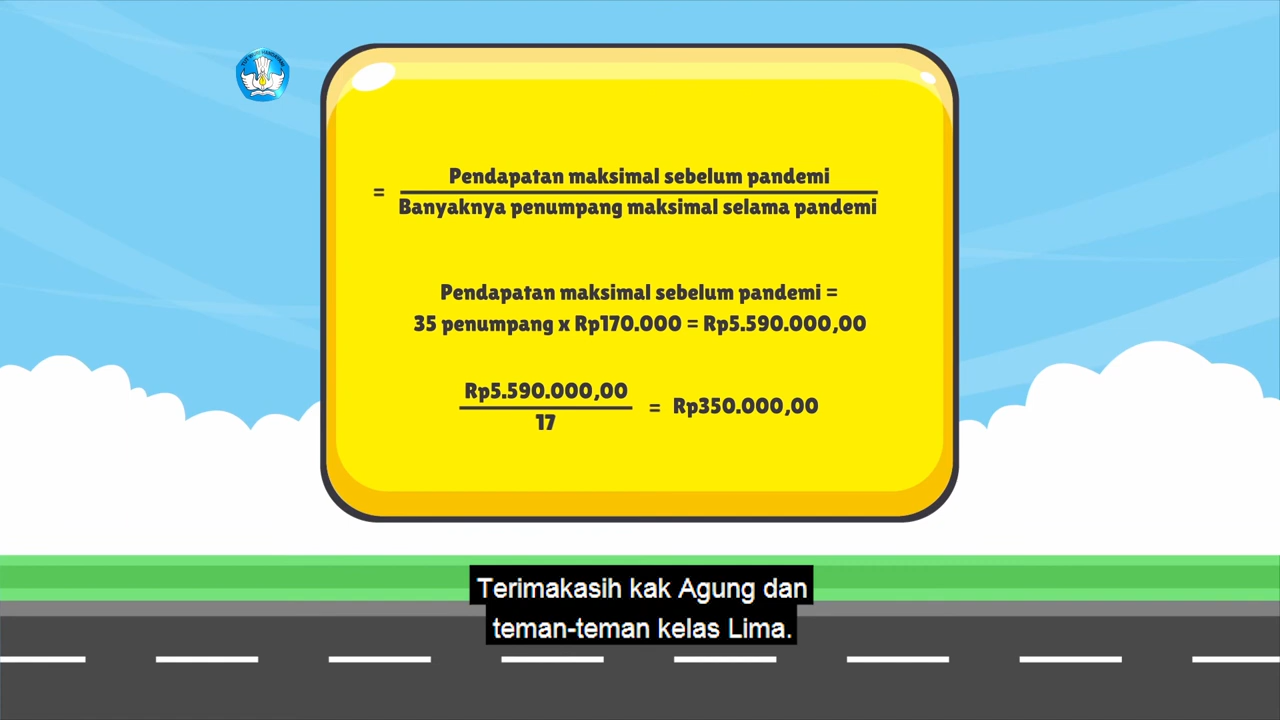 = Pendapatan maksimal sebelum pandemi
Banyaknya penumpang maksimal selama pandemi
Pendapatan maksimal sebelum pandemi =
35 penumpang x Rp170.000 = Rp5.590.000,00
Rp5.590.000,00
17
= Rp350.000,00
Terimakasih kak Agung dan
teman-teman kelas Lima.